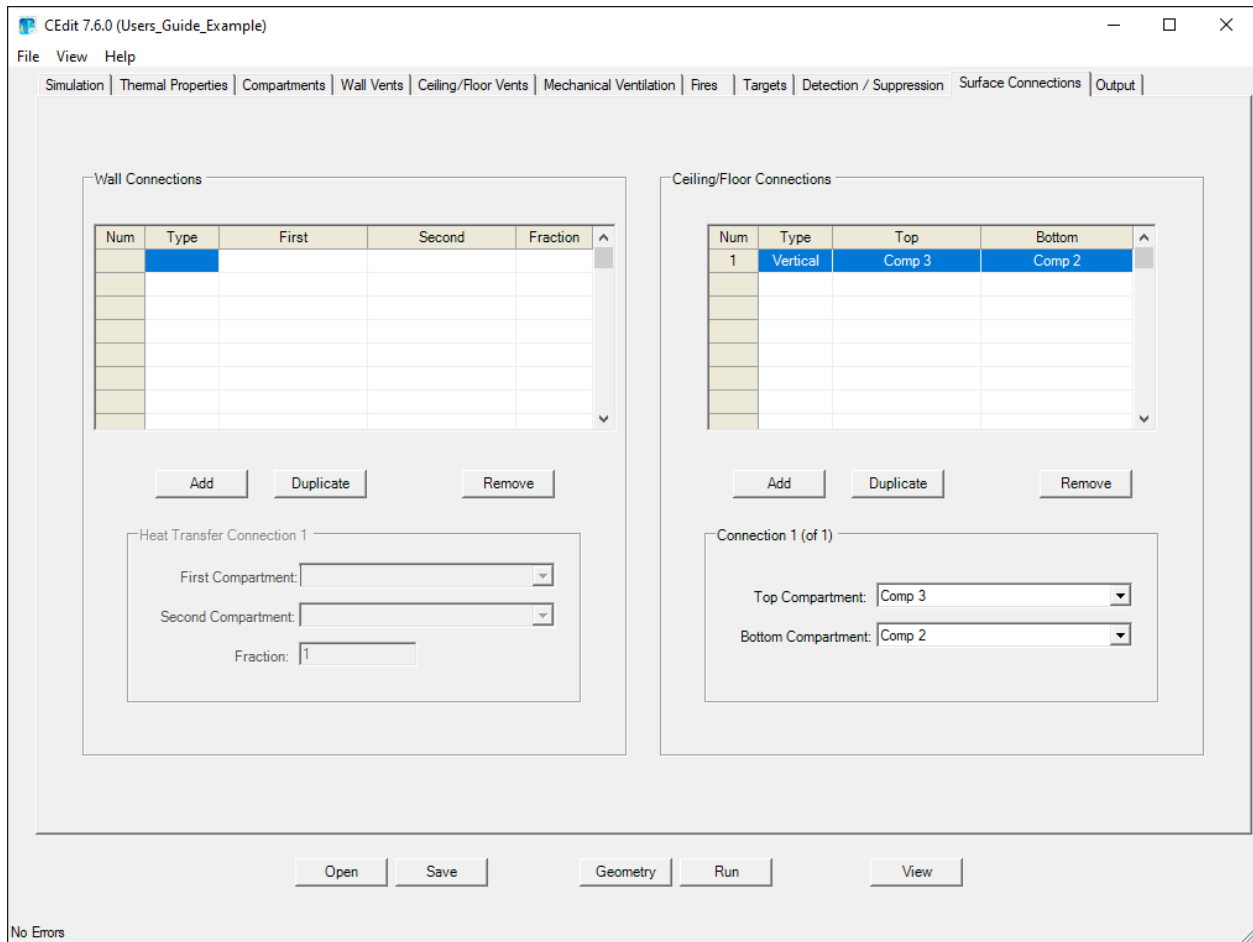 CEdit 7.6.0 (Users_Guide_Example)
File View Help
Simulation Thermal Properties Compartments Wall Vents Ceiling/Floor Vents Mechanical Ventilation Fires Targets Detection / Suppression Surface Connections Output
Wall Connections
Num Type First Second Fraction
Add Duplicate Remove
Heat Transfer Connection 1
First Compartment:
Second Compartment:
Fraction: 1
Ceiling/Floor Connections
Num Type Top Bottom
1 Vertical Comp 3 Comp 2
Add Duplicate Remove
Connection 1 (of 1)
Top Compartment: Comp 3
Bottom Compartment: Comp 2
Open Save Geometry Run View
No Errors